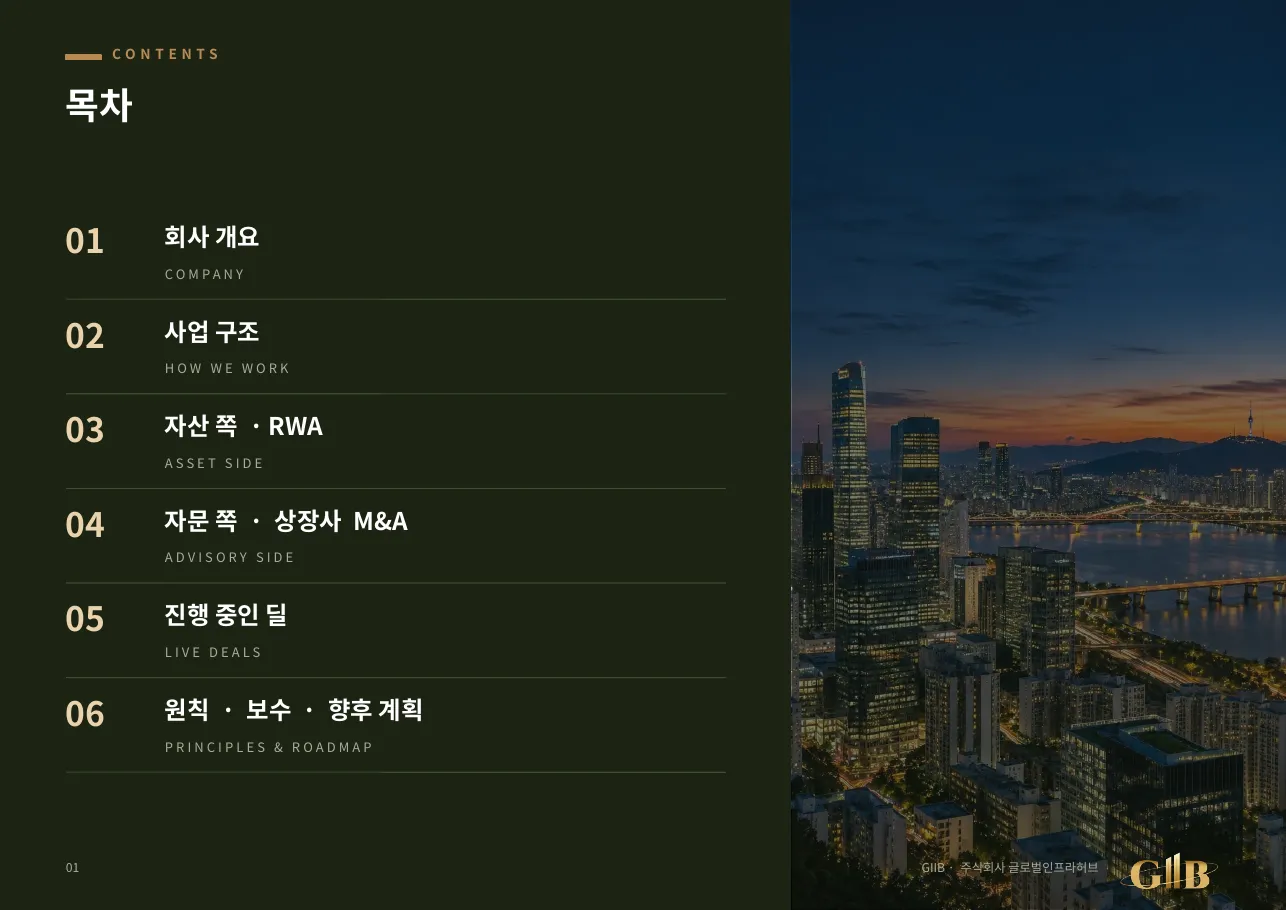 CONTENTS
목차
01
회사 개요
COMPANY
02
사업 구조
HOW WE WORK
03
자산 쪽 · RWA
ASSET SIDE
04
자문 쪽 · 상장사 M&A
ADVISORY SIDE
05
진행 중인 딜
LIVE DEALS
06
원칙 · 보수 · 향후 계획
PRINCIPLES & ROADMAP
01
GIIB · 주식회사 글로벌인프라허브
GIIB